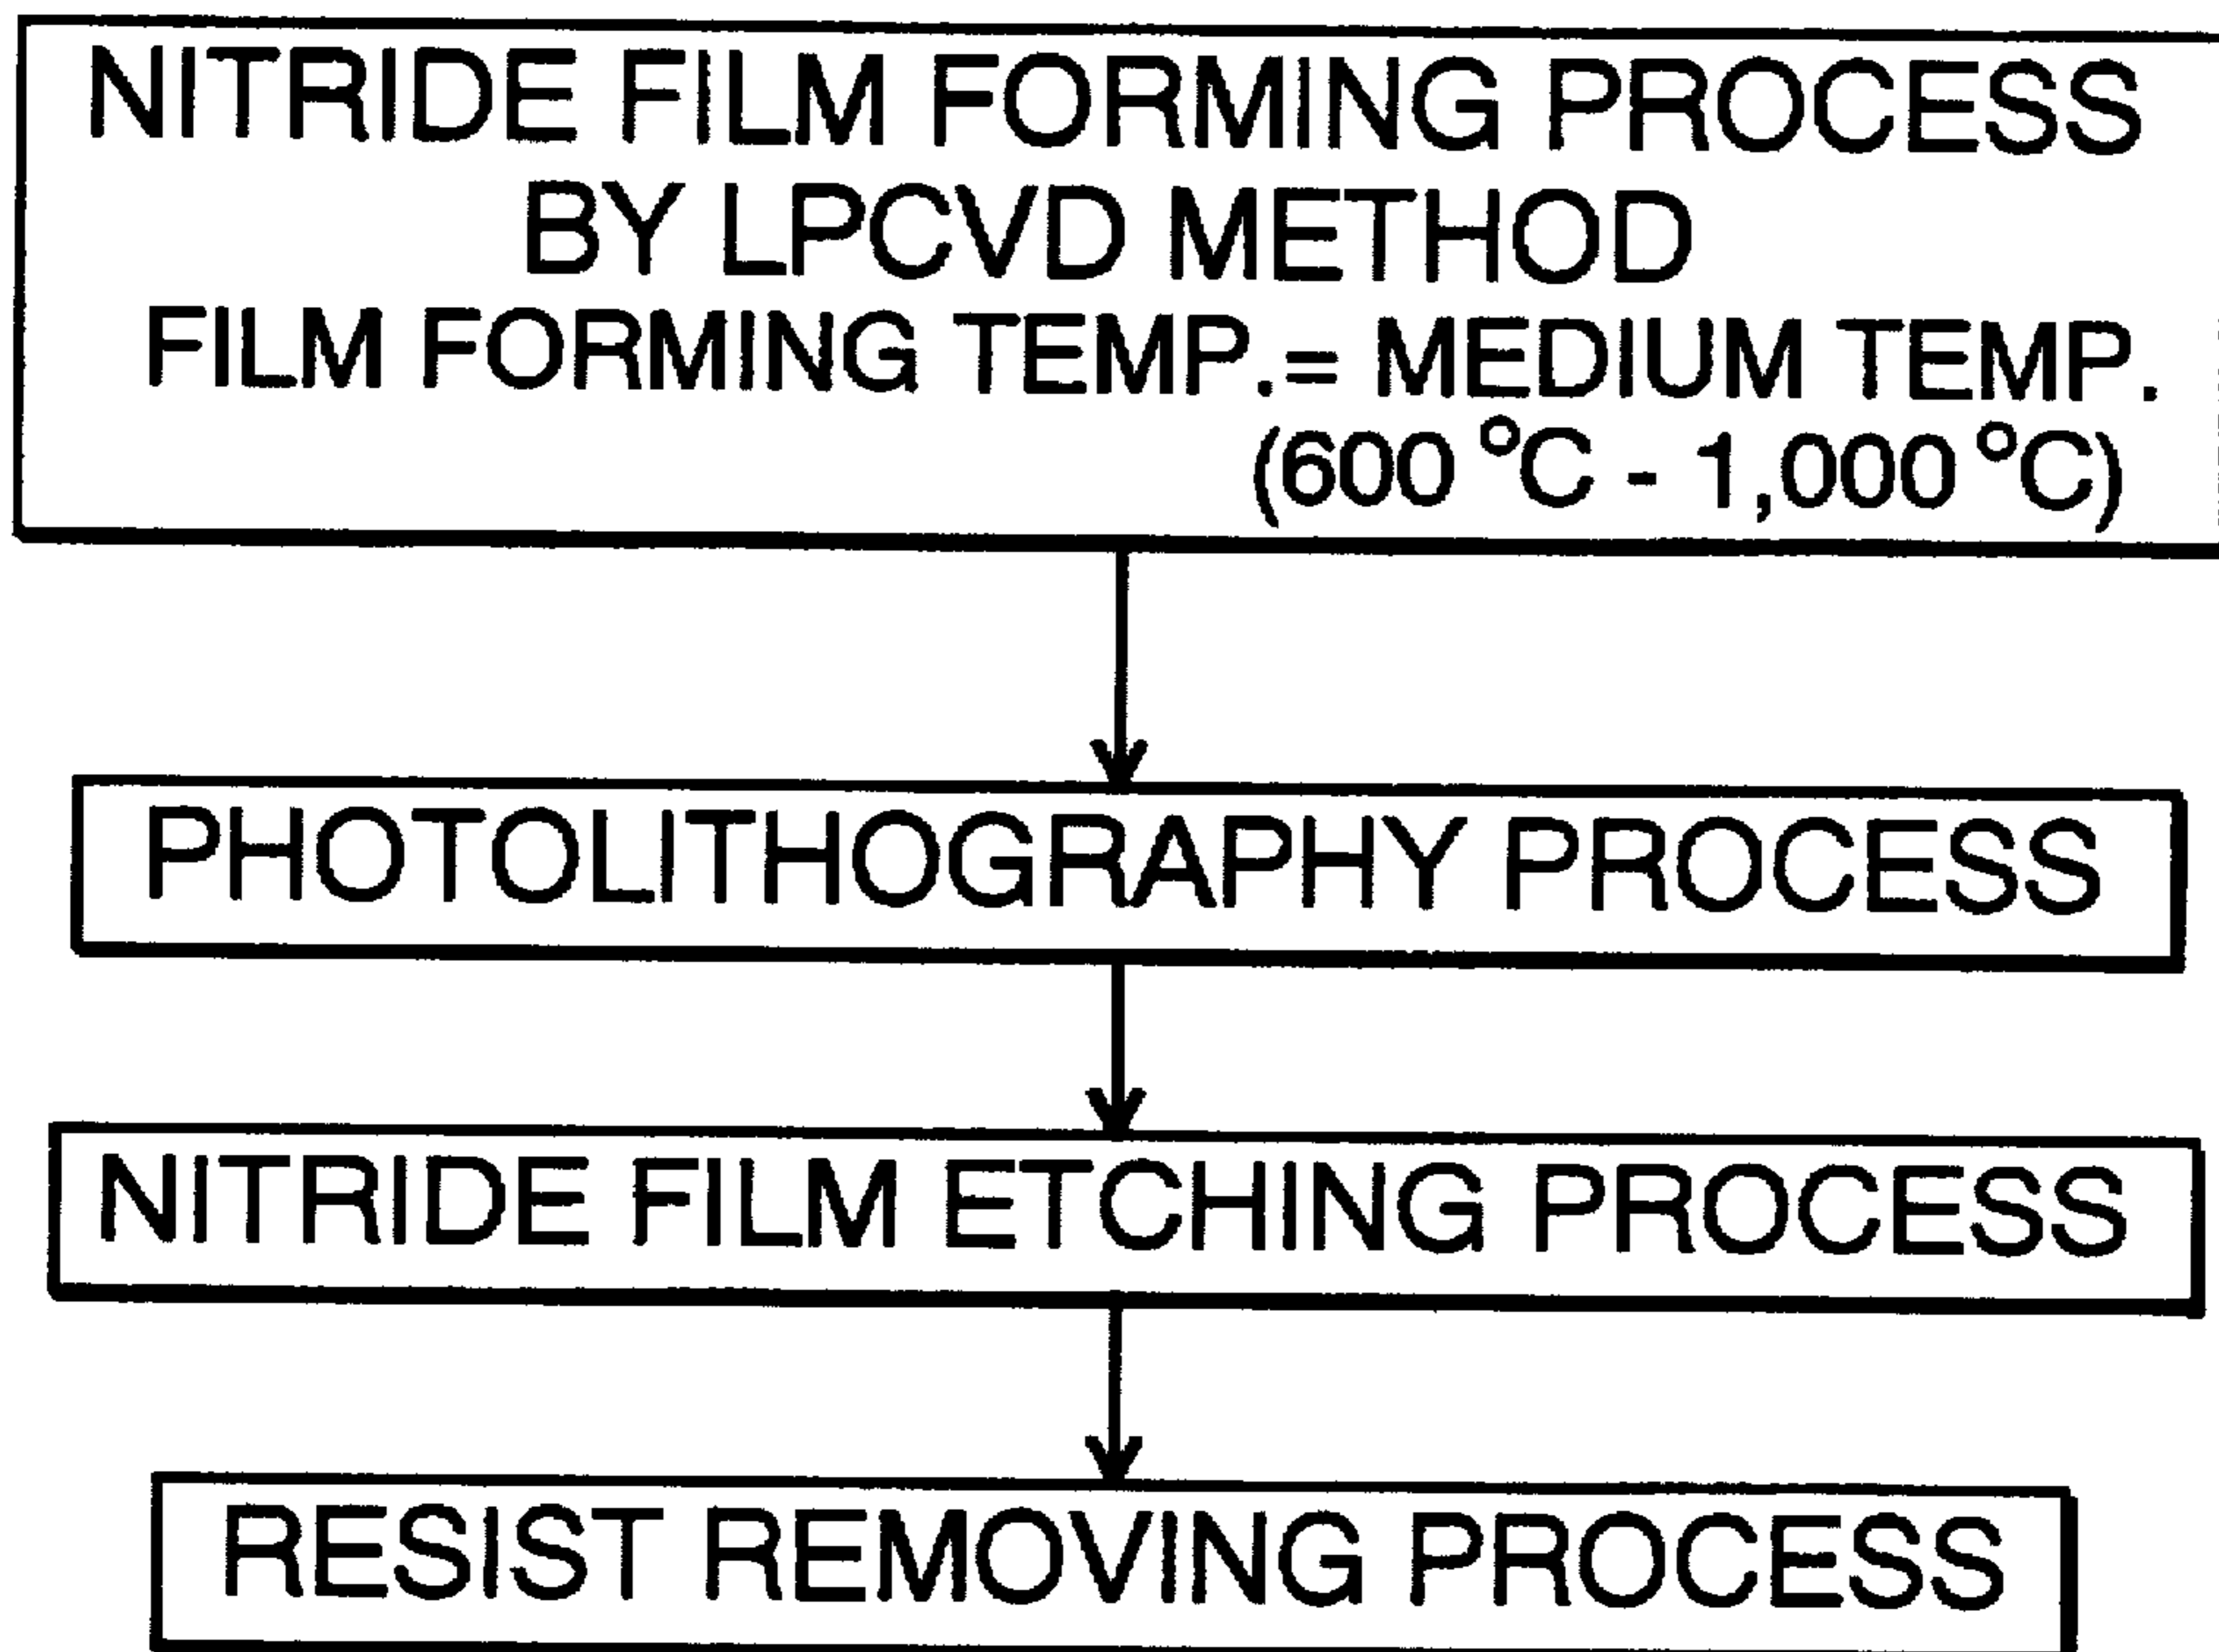 NITRIDE FILM FORMING PROCESS
BY LPCVD METHOD
FILM FORMING TEMP.= MEDIUM TEMP.
(600 °C - 1,000 °C)
PHOTOLITHOGRAPHY PROCESS
NITRIDE FILM ETCHING PROCESS
RESIST REMOVING PROCESS